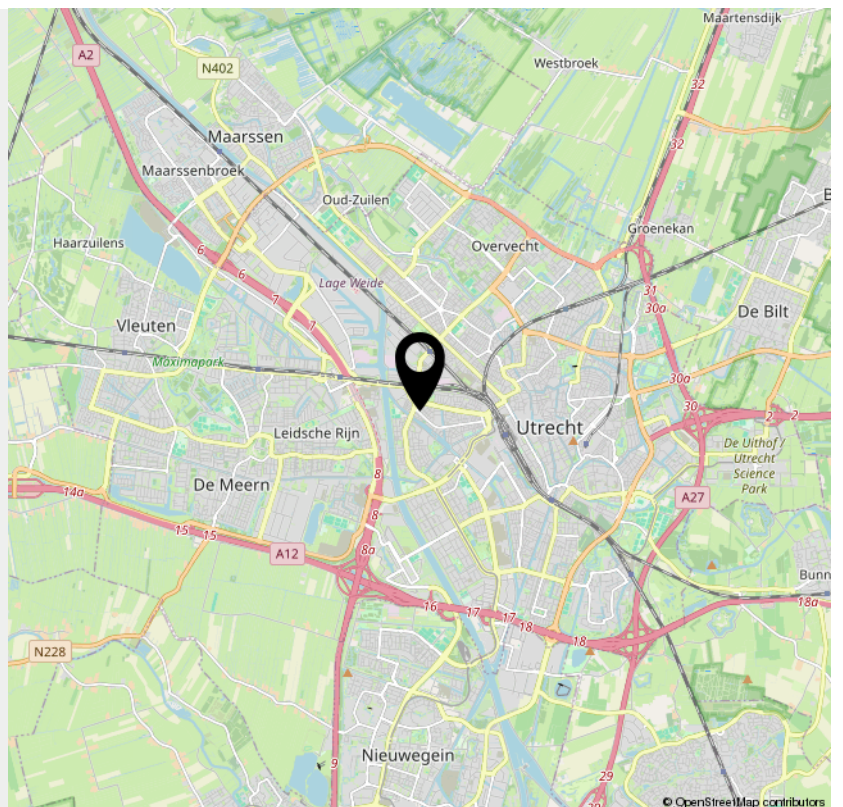 Maartensdijk
A2
N402
Westbroek
32
Maarssen
32
Maarssenbroek
Oud-Zuilen
Groenekan
Haarzuilens
6
Overvecht
6
Lage Weide
31
7
30a
De Bilt
Vleuten
7
Máximapark
30a
30
2
2
Utrecht
Leidsche Rijn
De Uithof /
Utrecht
Science
Park
8
De Meern
14a
A27
8
15
15
8a
A12
Bunn
16
17
17
18
18a
18
N228
Nieuwegein
9
29
© OpenStreetMap contributors